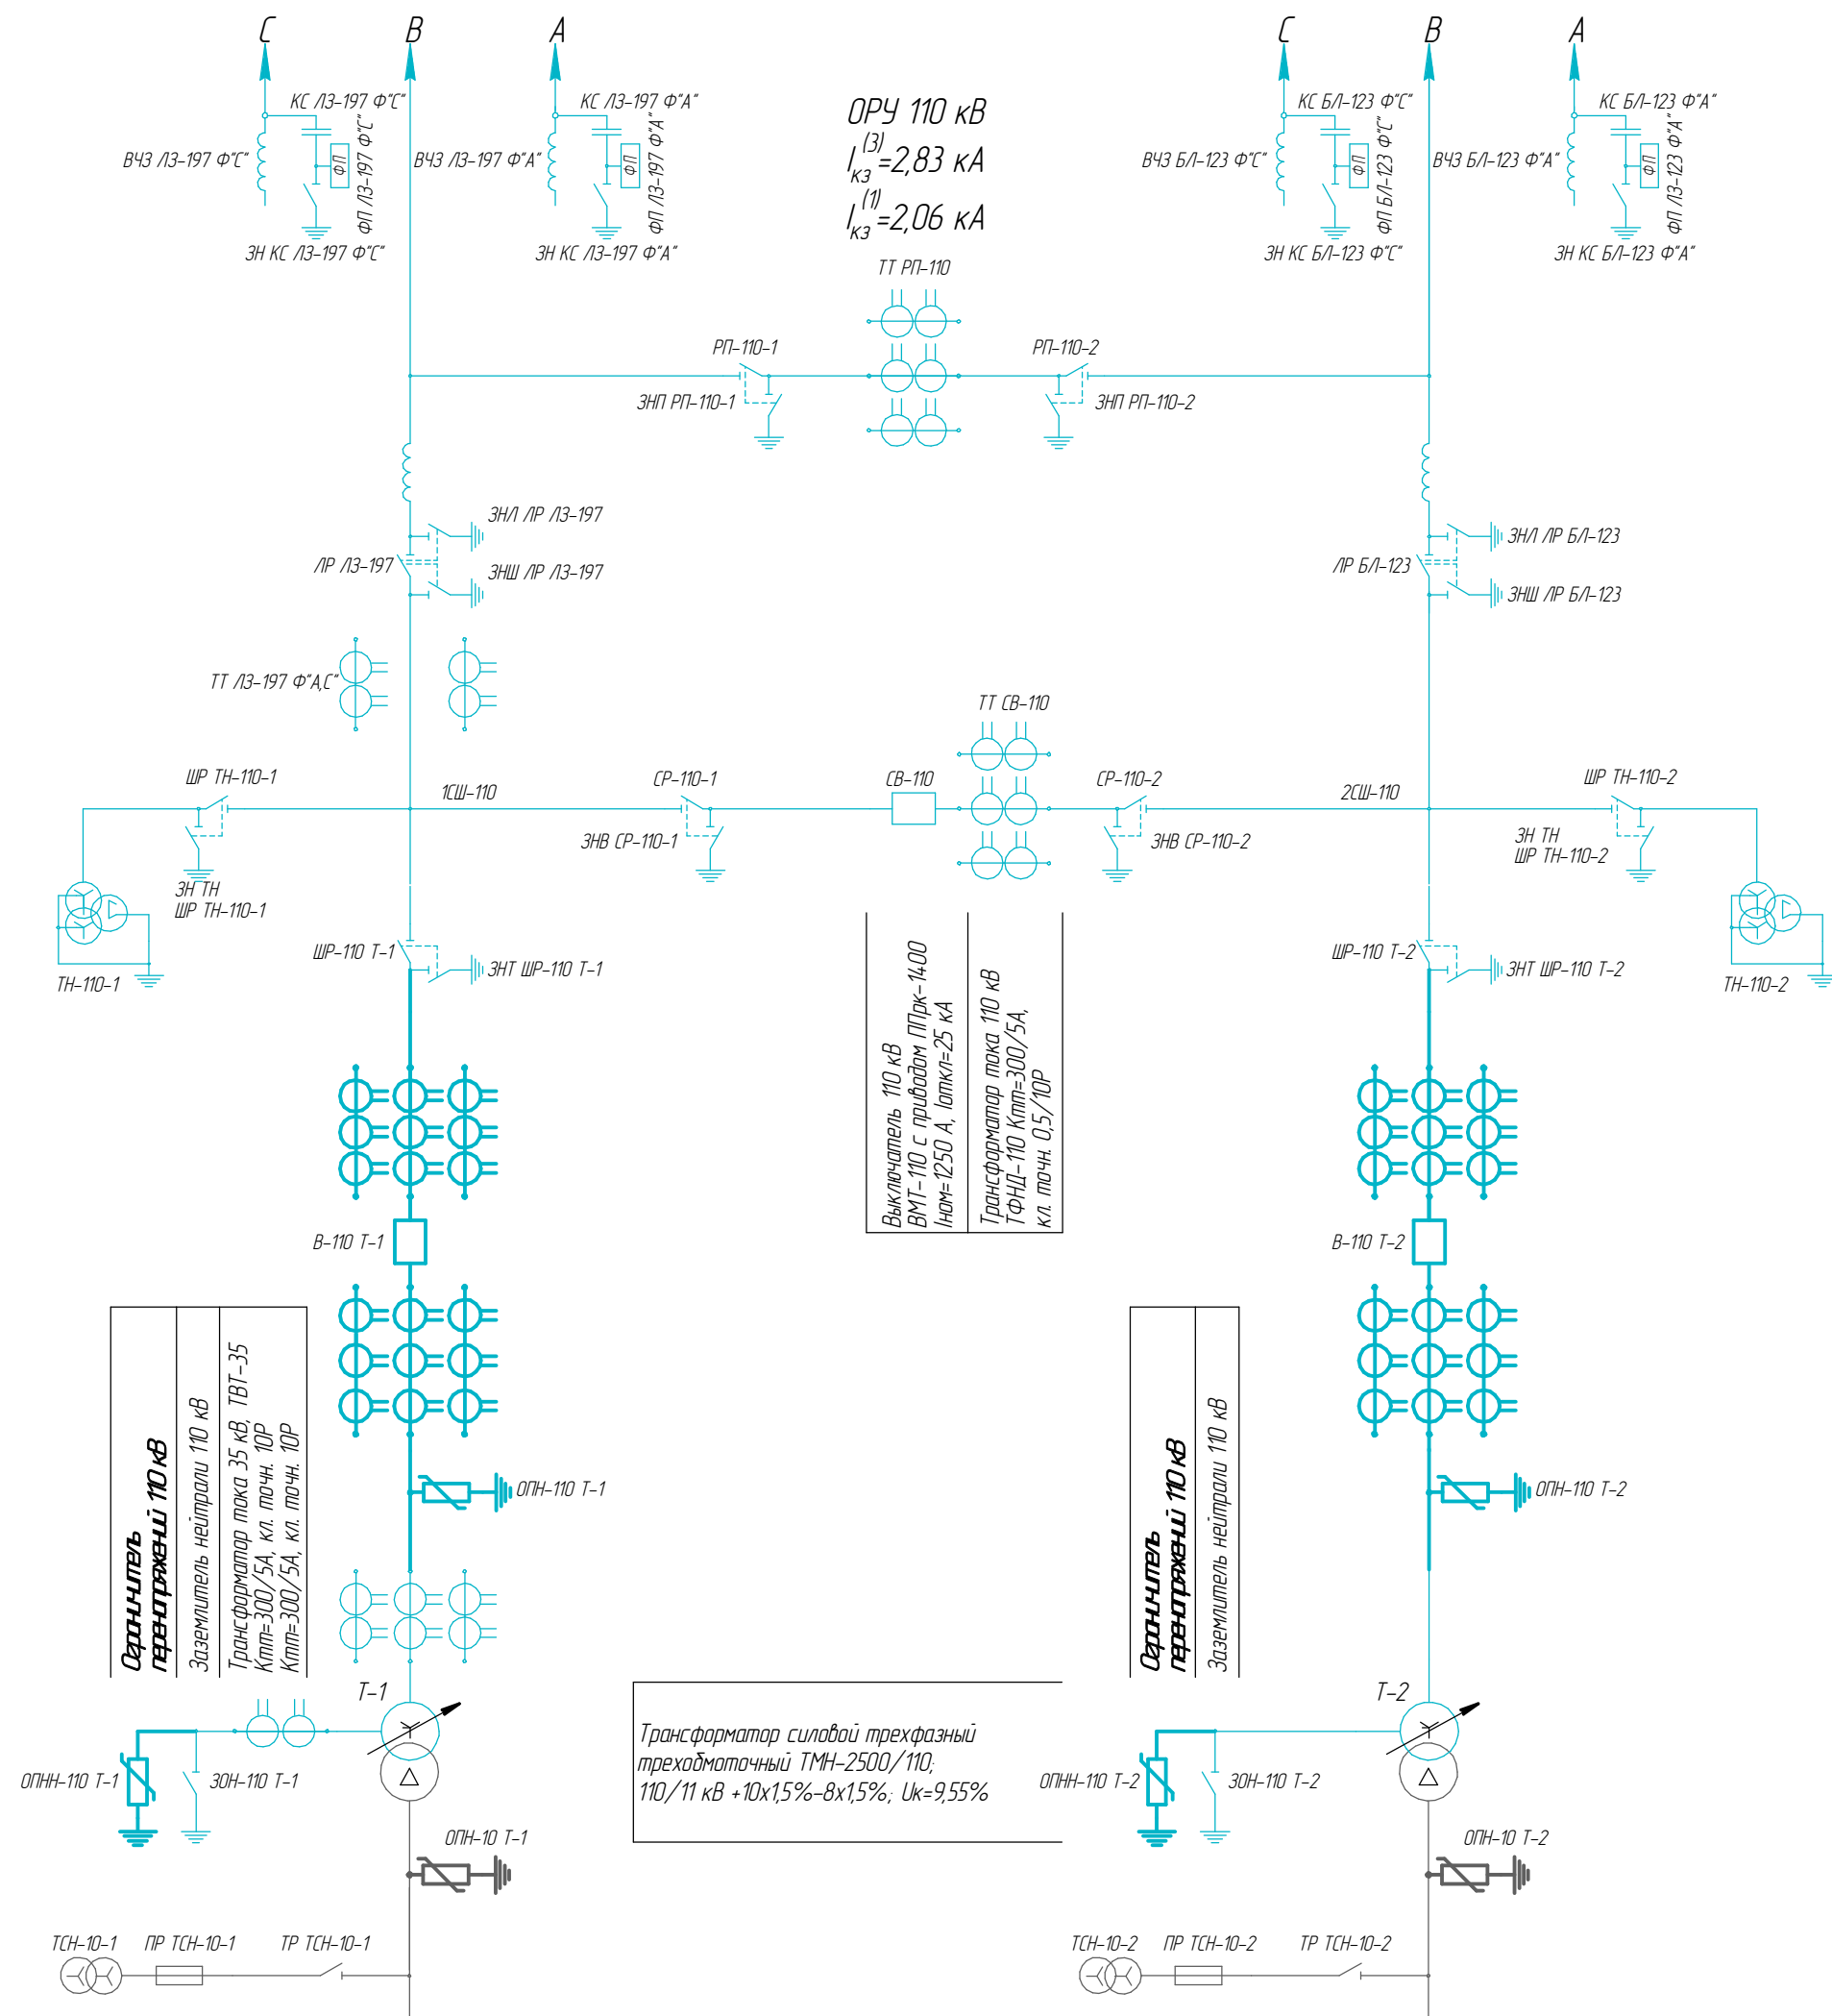 С
В
А
С
В
А
КС ЛЗ-197 Ф"С"
КС ЛЗ-197 Ф"А"
КС БЛ-123 Ф"С"
КС БЛ-123 Ф"А"
ОРУ 110 кВ
I(3)кз=2,83 кА
I(1)кз=2,06 кА
ВЧЗ ЛЗ-197 Ф"С"
ФП
ФП ЛЗ-197 Ф"С"
ВЧЗ ЛЗ-197 Ф"А"
ФП
ФП ЛЗ-197 Ф"А"
ВЧЗ БЛ-123 Ф"С"
ФП
ФП БЛ-123 Ф"С"
ВЧЗ БЛ-123 Ф"А"
ФП
ФП ЛЗ-123 Ф"А"
ЗН КС ЛЗ-197 Ф"С"
ЗН КС ЛЗ-197 Ф"А"
ЗН КС БЛ-123 Ф"С"
ЗН КС БЛ-123 Ф"А"
ТТ РП-110
РП-110-1
РП-110-2
ЗНП РП-110-1
ЗНП РП-110-2
ЗНЛ ЛР ЛЗ-197
ЛР ЛЗ-197
ЗНШ ЛР ЛЗ-197
ЗНЛ ЛР БЛ-123
ЛР БЛ-123
ЗНШ ЛР БЛ-123
ТТ ЛЗ-197 Ф"А,С"
ТТ СВ-110
ШР ТН-110-1
1СШ-110
СР-110-1
СВ-110
СР-110-2
2СШ-110
ШР ТН-110-2
ЗНВ СР-110-1
ЗНВ СР-110-2
ЗН ТН
ШР ТН-110-2
ЗН ТН
ШР ТН-110-1
ТН-110-1
ШР-110 Т-1
ЗНТ ШР-110 Т-1
ШР-110 Т-2
ЗНТ ШР-110 Т-2
ТН-110-2
Выключатель 110 кВ
ВМТ-110 с приводом ППрк-1400
Iном=1250 А, Iоткл=25 кА
Трансформатор тока 110 кВ
ТФНД-110 Ктт=300/5А,
кл. точн. 0,5/10Р
В-110 Т-1
В-110 Т-2
Ограничитель
перенапряжений 110 кВ
Заземлитель нейтрали 110 кВ
Трансформатор тока 35 кВ, ТВТ-35
Ктт=300/5А, кл. точн. 10Р
Ктт=300/5А, кл. точн. 10Р
ОПН-110 Т-1
Ограничитель
перенапряжений 110 кВ
Заземлитель нейтрали 110 кВ
ОПН-110 Т-2
Т-1
Т-2
Трансформатор силовой трехфазный
трехобмоточный ТМН-2500/110;
110/11 кВ +10х1,5%-8х1,5%; Uк=9,55%
ОПНН-110 Т-1
ЗОН-110 Т-1
ОПНН-110 Т-2
ЗОН-110 Т-2
ОПН-10 Т-1
ОПН-10 Т-2
ТСН-10-1
ПР ТСН-10-1
ТР ТСН-10-1
ТСН-10-2
ПР ТСН-10-2
ТР ТСН-10-2